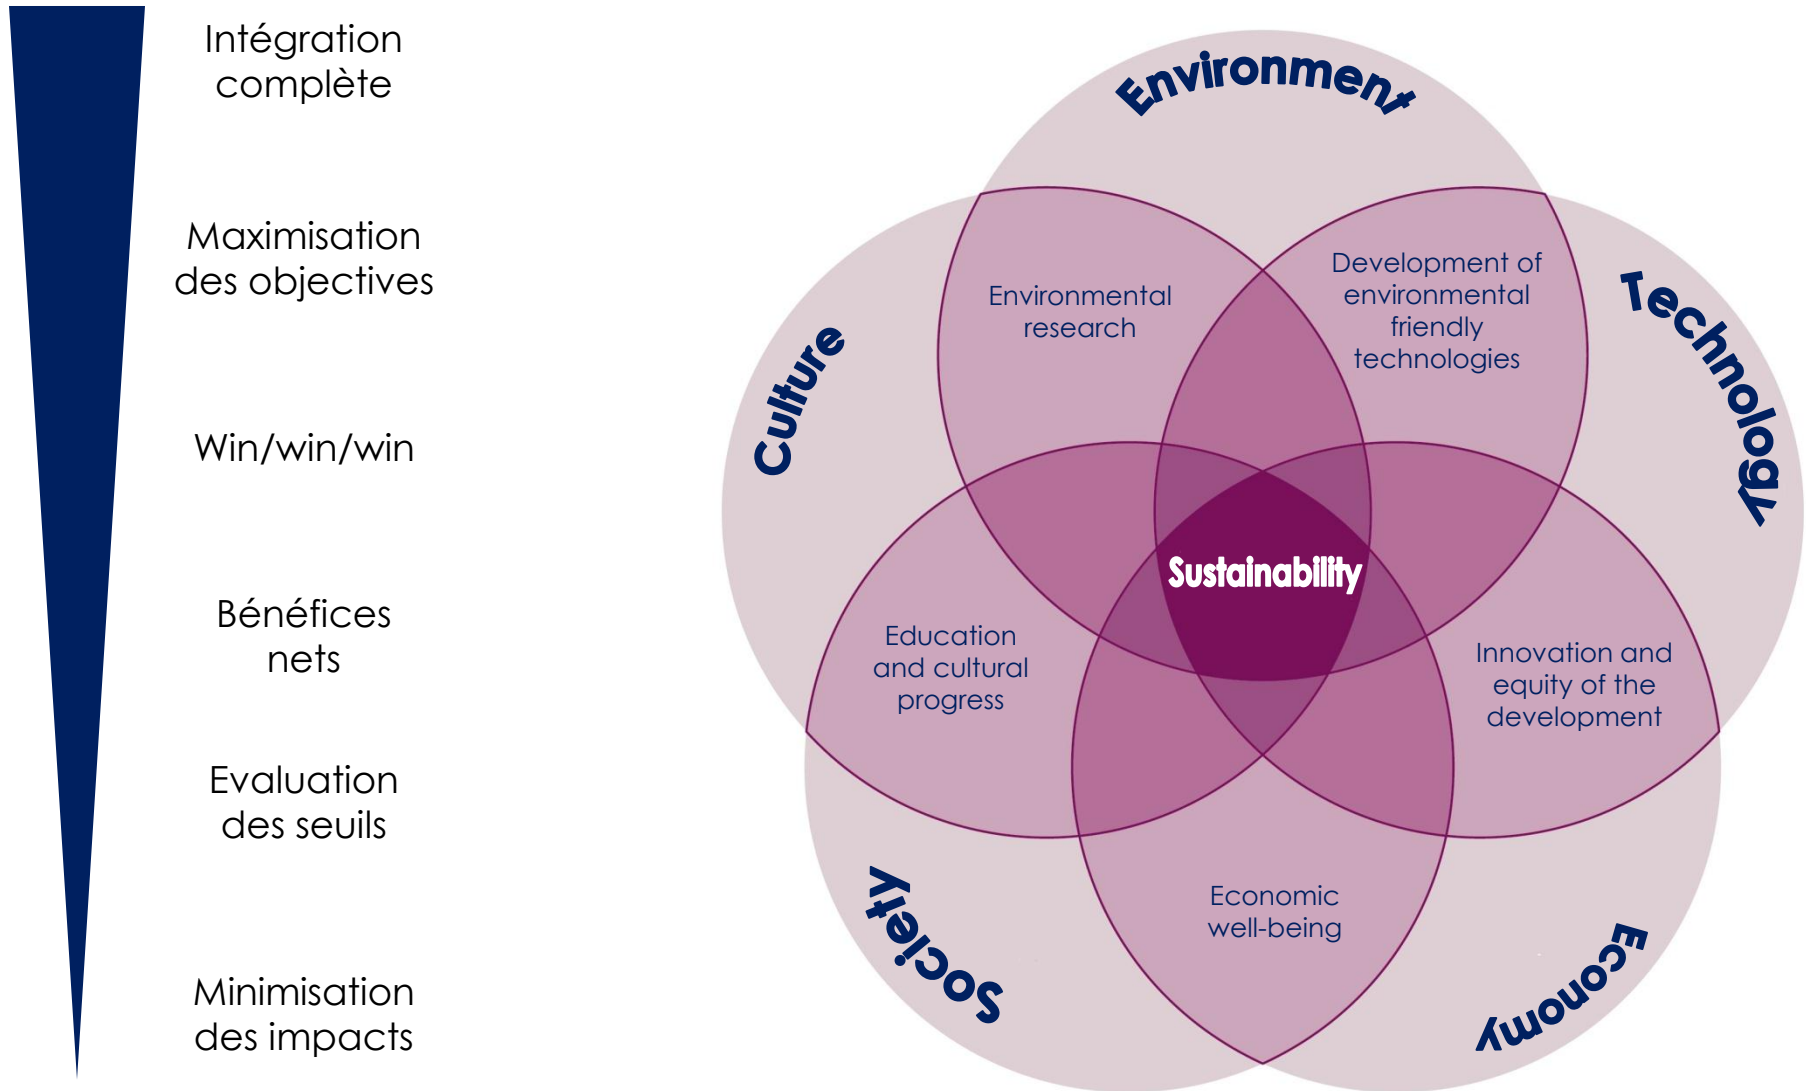 Intégration
complète
Maximisation
des objectives
Win/win/win
Bénéfices
nets
Evaluation
des seuils
Minimisation
des impacts
Environment
Technology
Culture
Society
Economy
Environmental
research
Development of
environmental
friendly
technologies
Sustainability
Education
and cultural
progress
Innovation and
equity of the
development
Economic
well-being